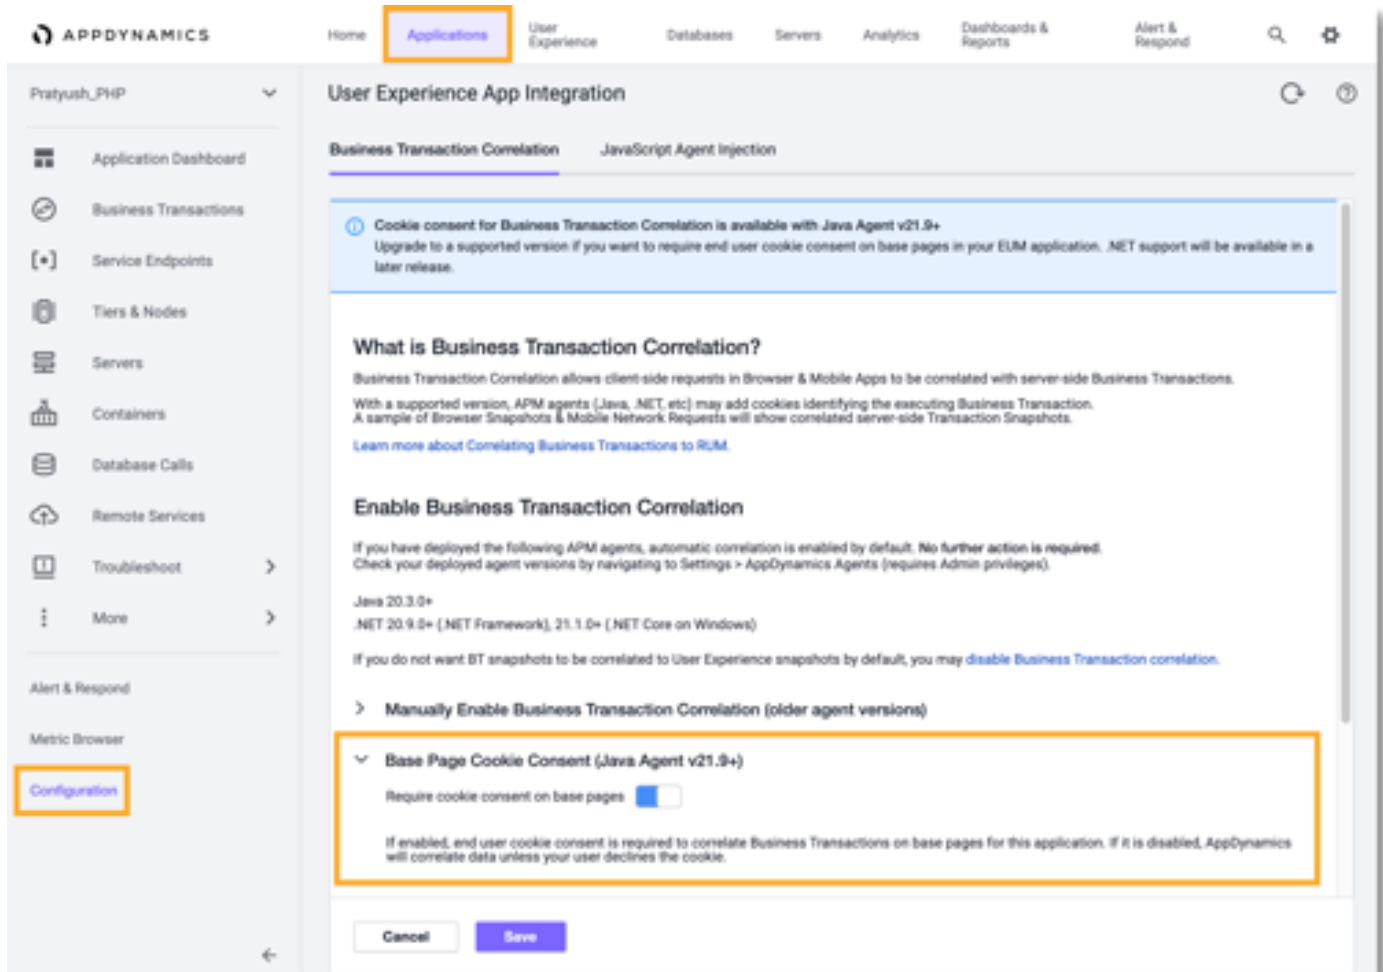 APPDYNAMICS
Home
Applications
User
Experience
Databases
Servers
Analytics
Dashboards &
Reports
Alert &
Respond
Pratyush_PHP
Application Dashboard
Business Transactions
Service Endpoints
Tiers & Nodes
Servers
Containers
Database Calls
Remote Services
Troubleshoot
More
Alert & Respond
Metric Browser
Configuration
User Experience App Integration
Business Transaction Correlation
JavaScript Agent Injection
Cookie consent for Business Transaction Correlation is available with Java Agent v21.9+
Upgrade to a supported version if you want to require end user cookie consent on base pages in your EUM application. .NET support will be available in a
later release.
What is Business Transaction Correlation?
Business Transaction Correlation allows client-side requests in Browser & Mobile Apps to be correlated with server-side Business Transactions.
With a supported version, APM agents (Java, .NET, etc) may add cookies identifying the executing Business Transaction.
A sample of Browser Snapshots & Mobile Network Requests will show correlated server-side Transaction Snapshots.
Learn more about Correlating Business Transactions to RUM.
Enable Business Transaction Correlation
If you have deployed the following APM agents, automatic correlation is enabled by default. No further action is required.
Check your deployed agent versions by navigating to Settings > AppDynamics Agents (requires Admin privileges).
Java 20.3.0+
.NET 20.9.0+ (.NET Framework), 21.1.0+ (.NET Core on Windows)
If you do not want BT snapshots to be correlated to User Experience snapshots by default, you may disable Business Transaction correlation.
Manually Enable Business Transaction Correlation (older agent versions)
Base Page Cookie Consent (Java Agent v21.9+)
Require cookie consent on base pages
If enabled, end user cookie consent is required to correlate Business Transactions on base pages for this application. If it is disabled, AppDynamics
will correlate data unless your user declines the cookie.
Cancel
Save